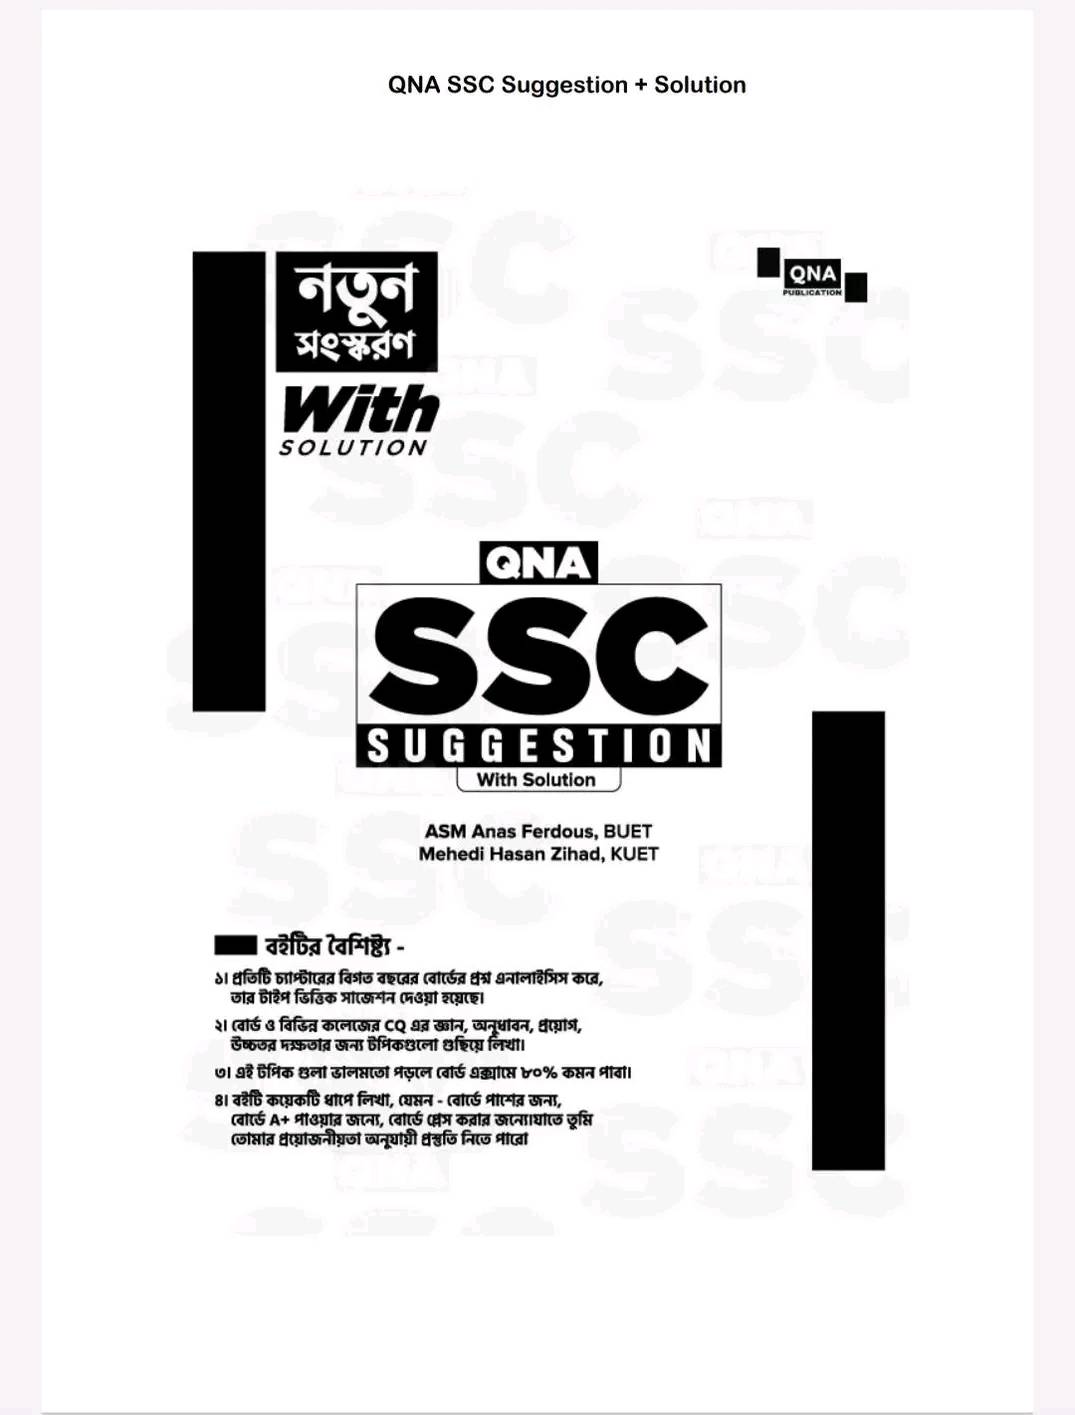 QNA SSC Suggestion + Solution
নতুন
সংস্করণ
With
SOLUTION
QNA
PUBLICATION
QNA
SSC
SUGGESTION
With Solution
ASM Anas Ferdous, BUET
Mehedi Hasan Zihad, KUET
বইটির বৈশিষ্ট্য -
১। প্রতিটি চ্যাপ্টারের বিগত বছরের বোর্ডের প্রশ্ন এনালাইসিস করে,
তার টাইপ ভিত্তিক সাজেশন দেওয়া হয়েছে।
২। বোর্ড ও বিভিন্ন কলেজের CQ এর জ্ঞান, অনুধাবন, প্রয়োগ,
উচ্চতর দক্ষতার জন্য টপিকগুলো গুছিয়ে লিখা।
৩। এই টপিক গুলা ভালমতো পড়লে বোর্ড এক্সামে ৮০% কমন পাবা।
৪। বইটি কয়েকটি ধাপে লিখা, যেমন - বোর্ডে পাশের জন্য,
বোর্ডে A+ পাওয়ার জন্যে, বোর্ডে প্লেস করার জন্যে।যাতে তুমি
তোমার প্রয়োজনীয়তা অনুযায়ী প্রস্তুতি নিতে পারো